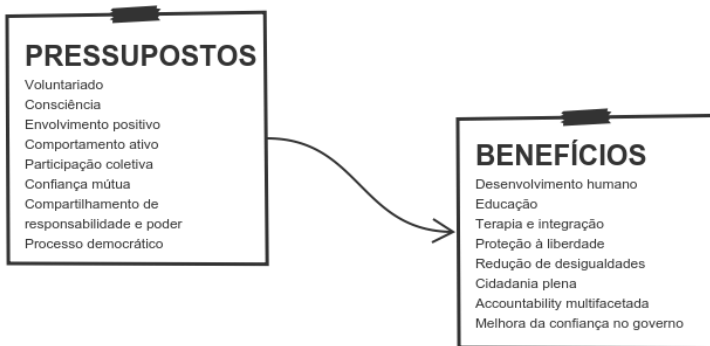 PRESSUPOSTOS
Voluntariado
Consciência
Envolvimento positivo
Comportamento ativo
Participação coletiva
Confiança mútua
Compartilhamento de
responsabilidade e poder
Processo democrático
BENEFÍCIOS
Desenvolvimento humano
Educação
Terapia e integração
Proteção à liberdade
Redução de desigualdades
Cidadania plena
Accountability multifacetada
Melhora da confiança no governo